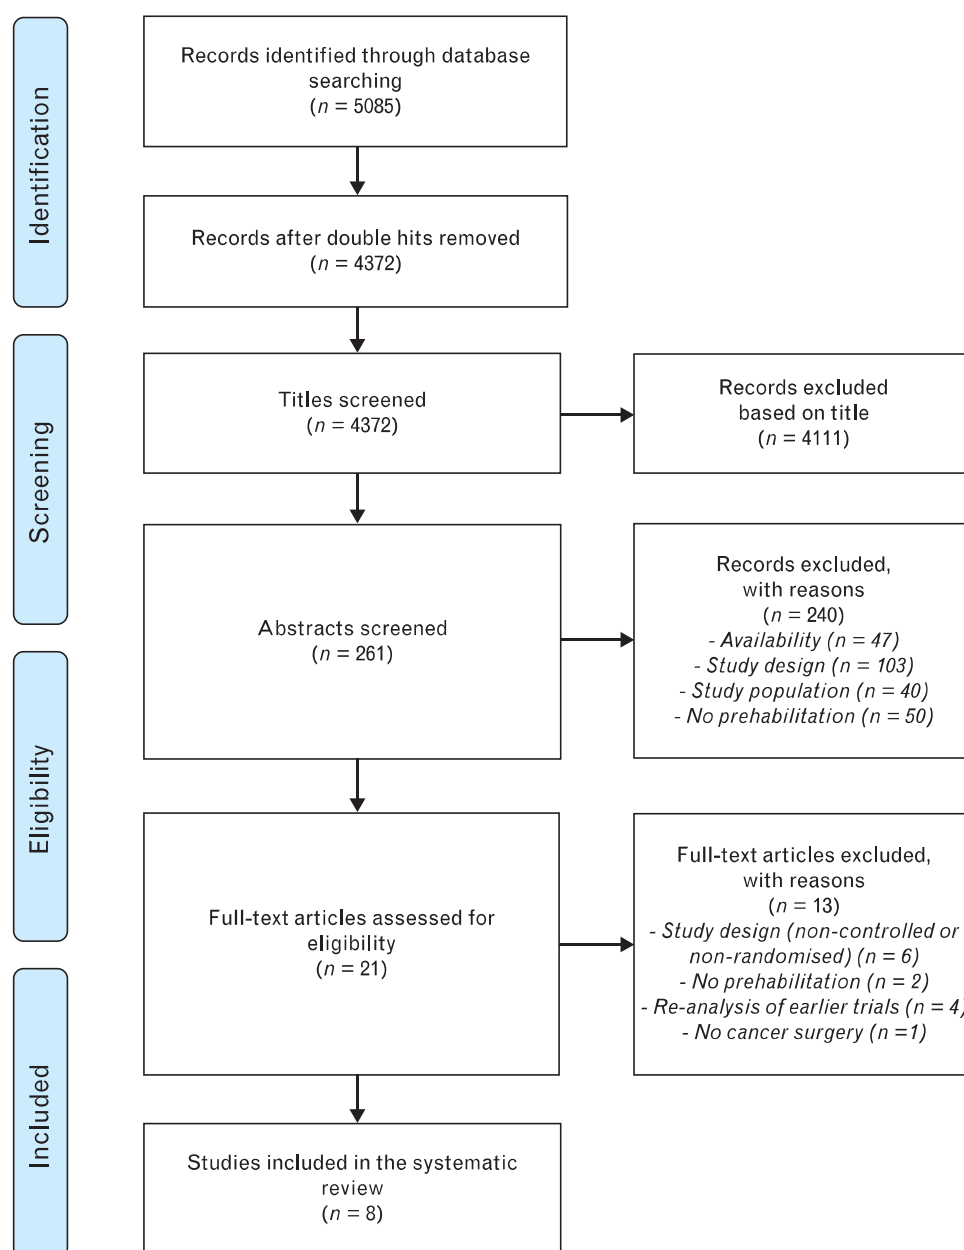 Identification
Records identified through database
searching
(n = 5085)
Records after double hits removed
(n = 4372)
Screening
Titles screened
(n = 4372)
Records excluded
based on title
(n = 4111)
Abstracts screened
(n = 261)
Records excluded,
with reasons
(n = 240)
- Availability (n = 47)
- Study design (n = 103)
- Study population (n = 40)
- No prehabilitation (n = 50)
Eligibility
Full-text articles assessed for
eligibility
(n = 21)
Full-text articles excluded,
with reasons
(n = 13)
- Study design (non-controlled or
non-randomised) (n = 6)
- No prehabilitation (n = 2)
- Re-analysis of earlier trials (n = 4)
- No cancer surgery (n =1)
Included
Studies included in the systematic
review
(n = 8)